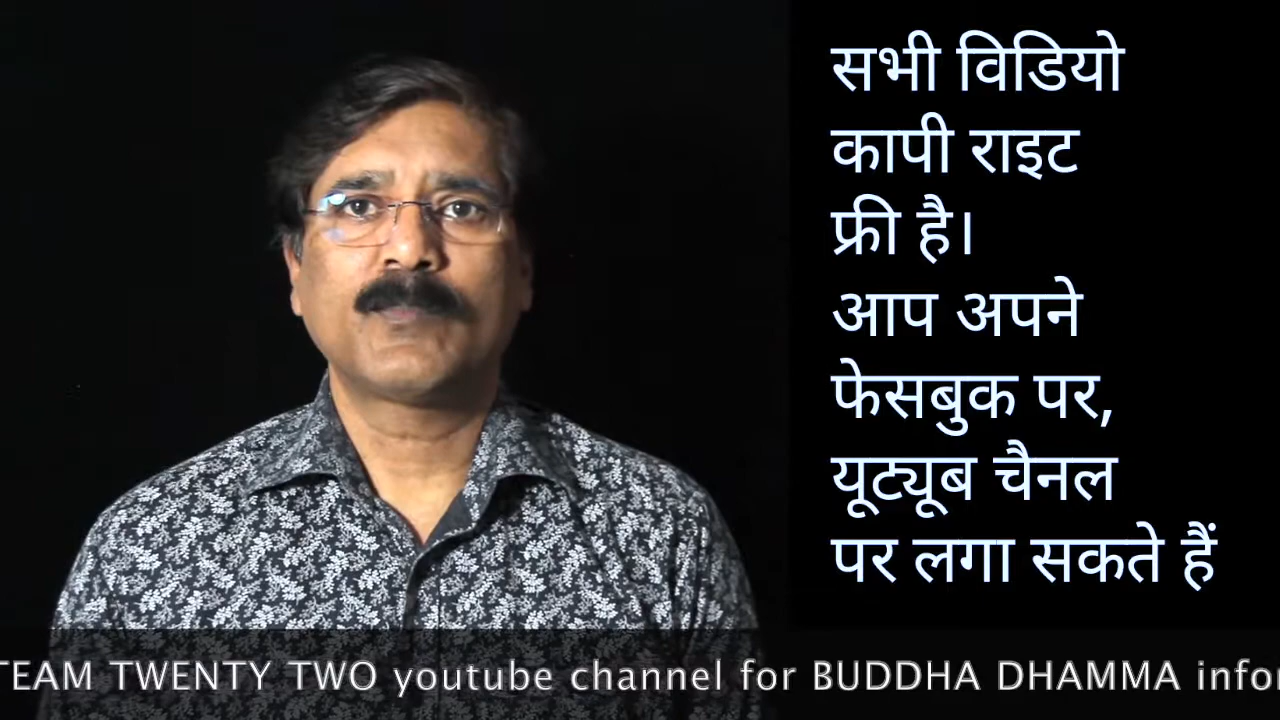 सभी विडियो
कापी राइट
फ्री है।
आप अपने
फेसबुक पर,
यूट्यूब चैनल
पर लगा सकते हैं
TEAM TWENTY TWO youtube channel for BUDDHA DHAMMA